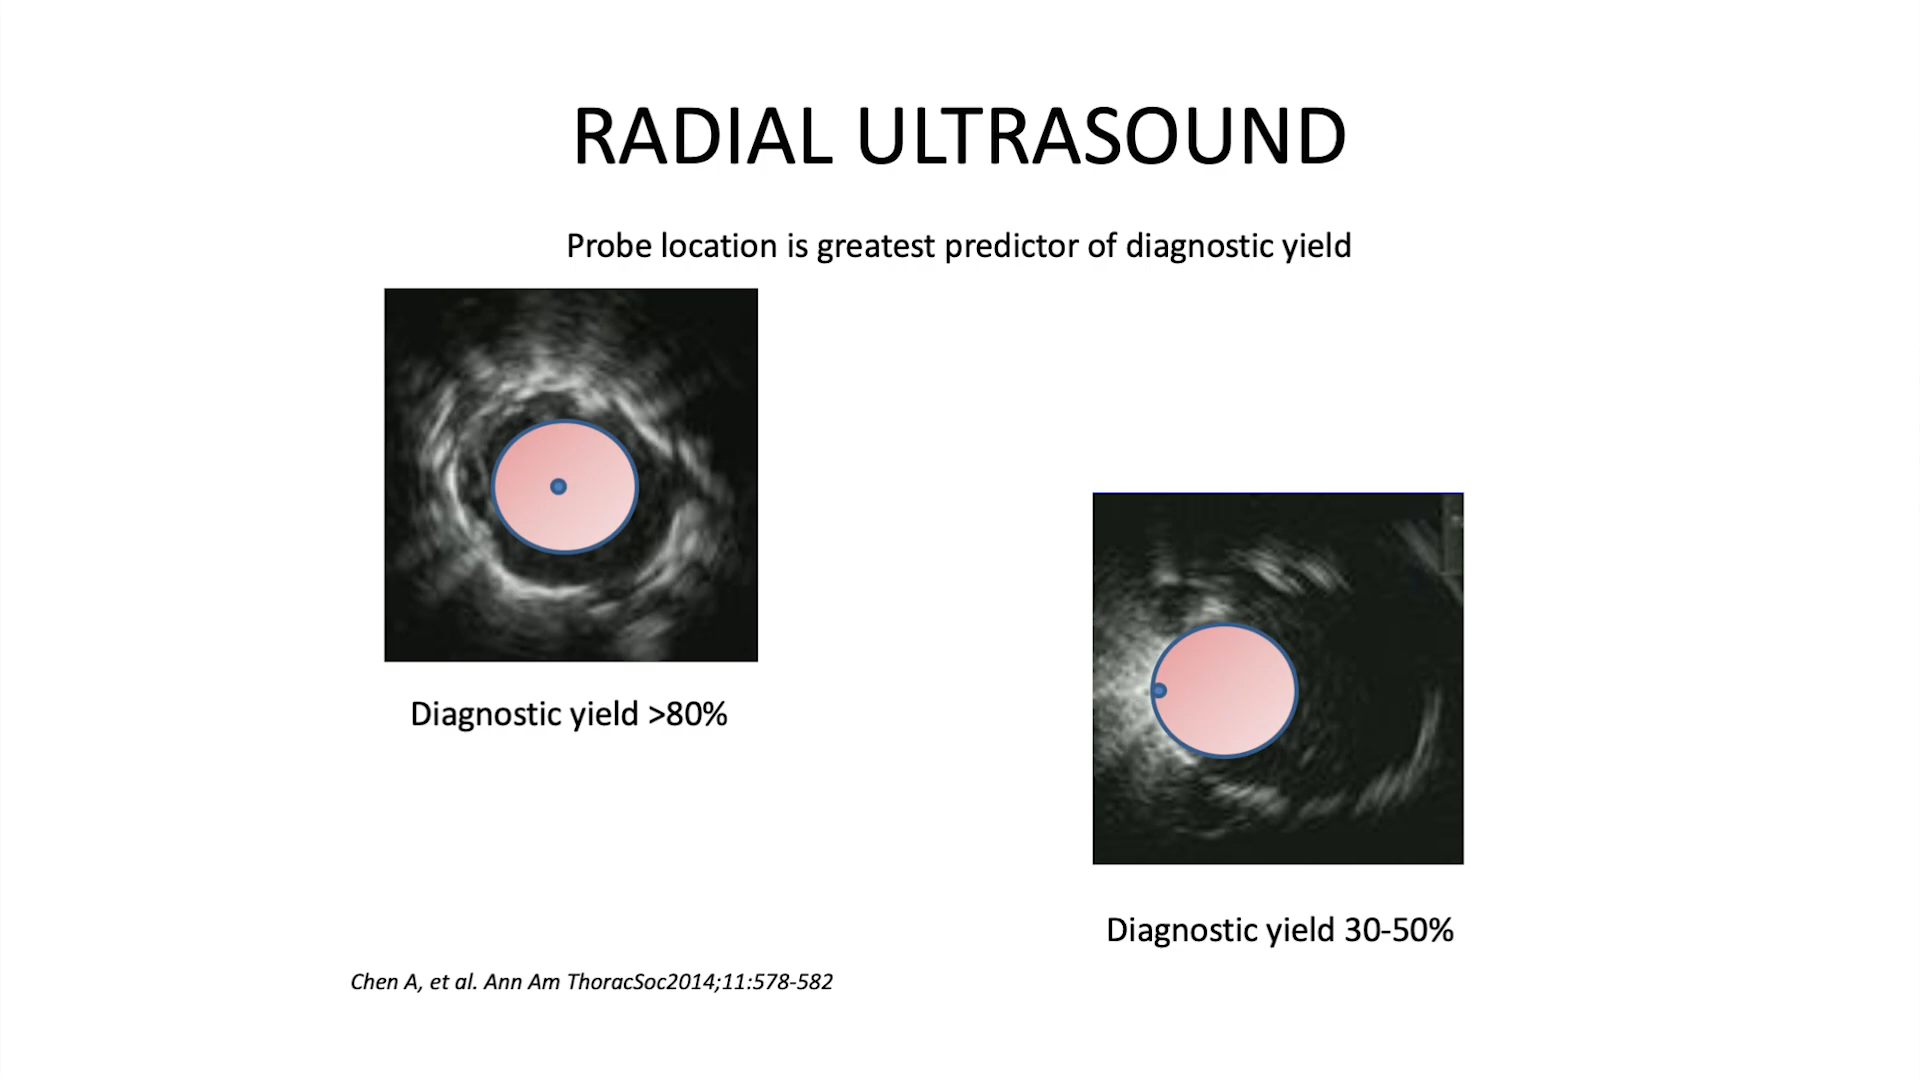 RADIAL ULTRASOUND
Probe location is greatest predictor of diagnostic yield
Diagnostic yield >80%
Diagnostic yield 30-50%
Chen A, et al. Ann Am ThoracSoc2014;11:578-582